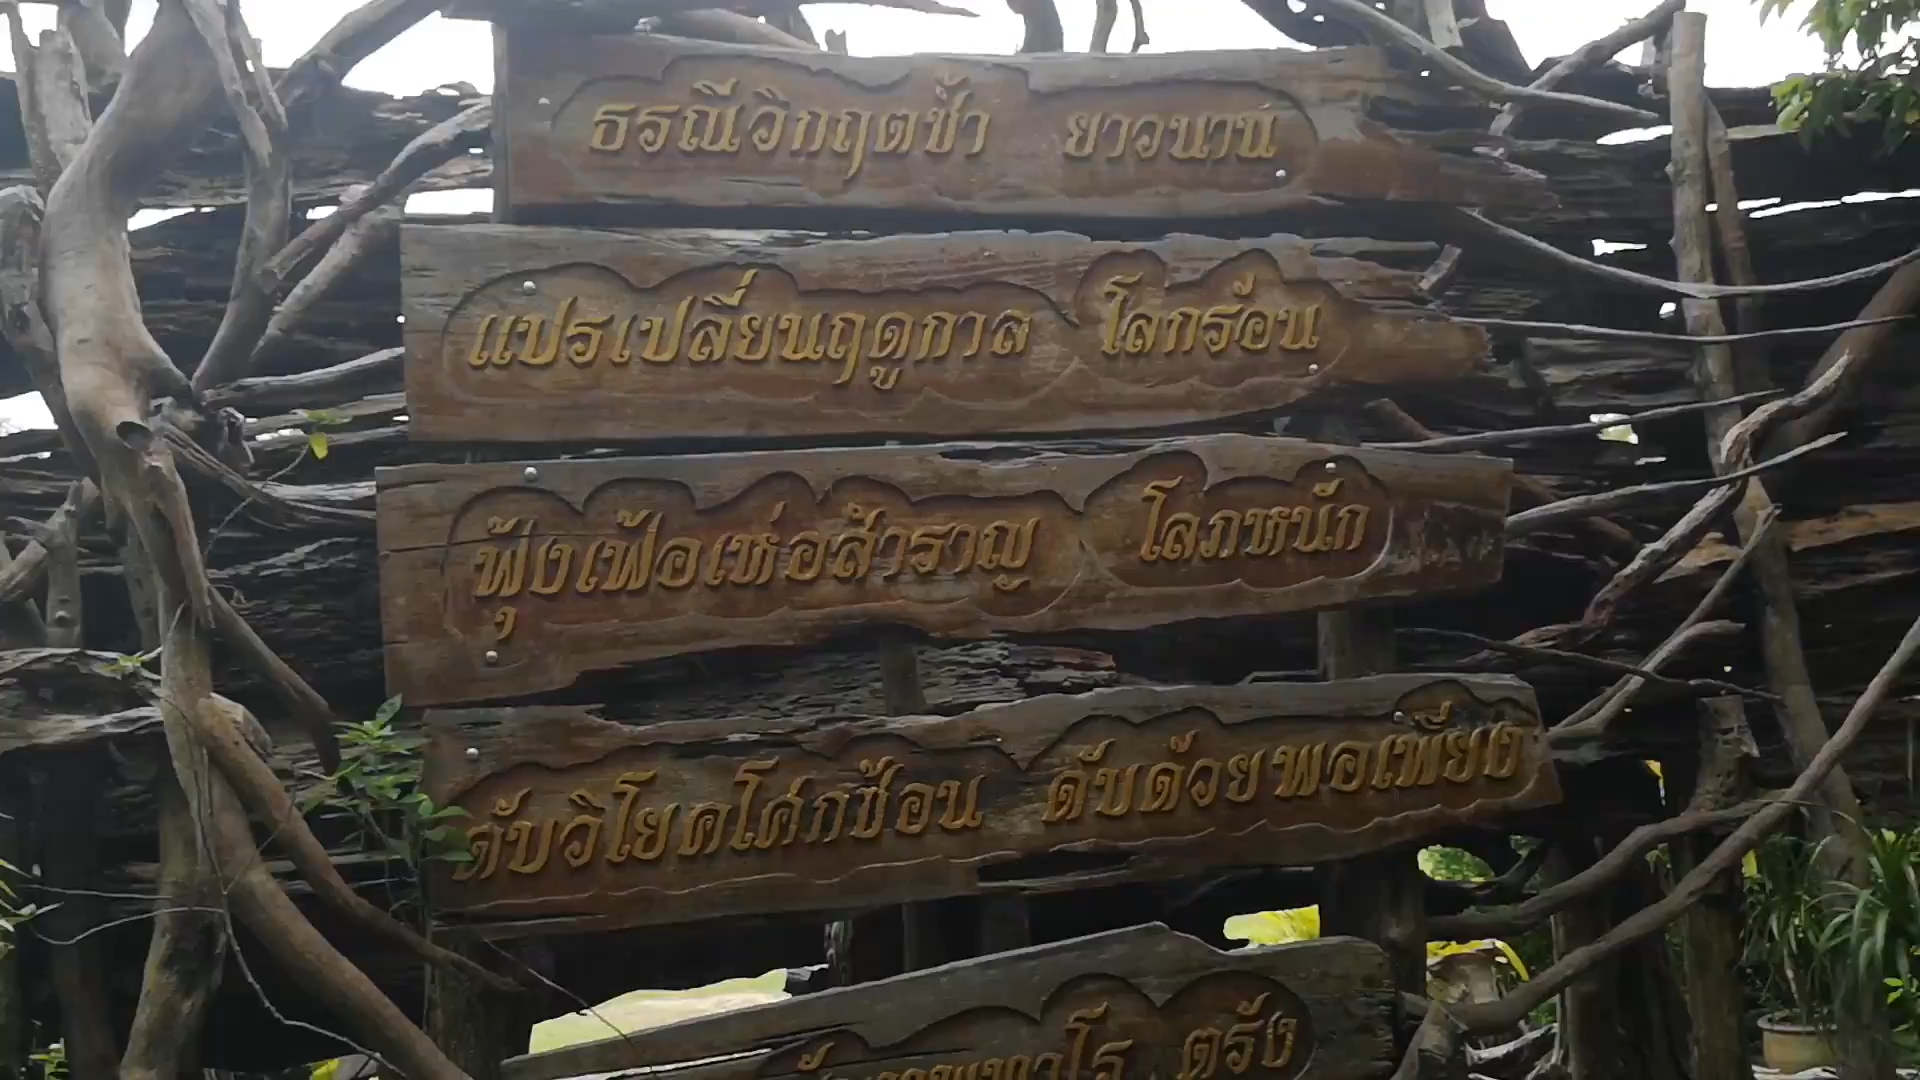 ธรณีวิกฤตซ้ำ ยาวนาน
แปรเปลี่ยนฤดูกาล โลกร้อน
ฟุ้งเฟ้อเห่อสำราญ โลภหนัก
ดับวิโยคโศกซ้อน ดับด้วยพอเพียง
ตรัง